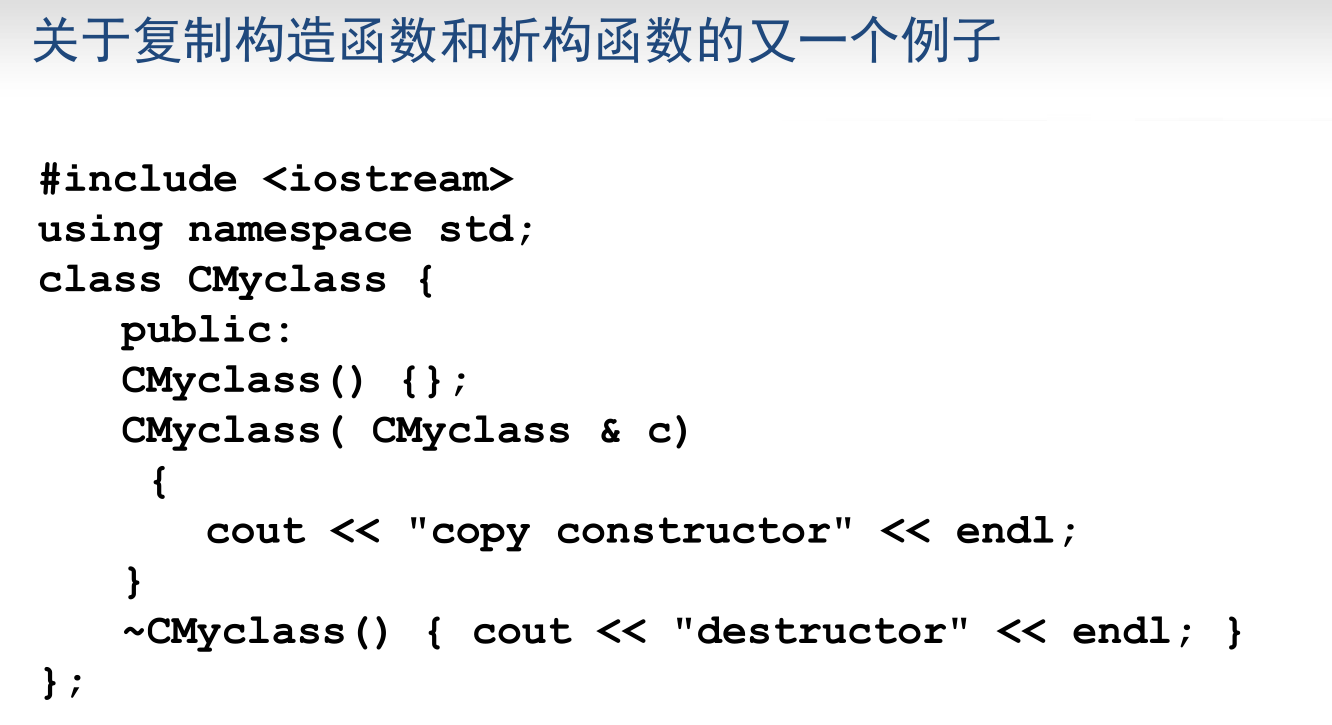 关于复制构造函数和析构函数的又一个例子
#include <iostream>
using namespace std;
class CMyclass {
public:
CMyclass() {};
CMyclass( CMyclass & c)
{
cout << "copy constructor" << endl;
}
~CMyclass() { cout << "destructor" << endl; }
};